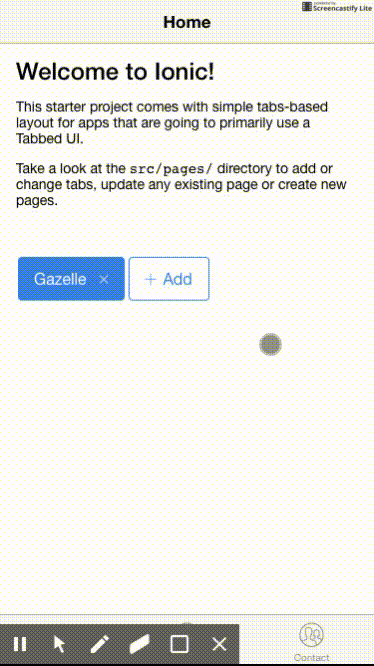 Screencastify Lite
Home
Welcome to Ionic!
This starter project comes with simple tabs-based
layout for apps that are going to primarily use a
Tabbed UI.
Take a look at the src/pages/ directory to add or
change tabs, update any existing page or create new
pages.
Gazelle ×
+ Add
Contact